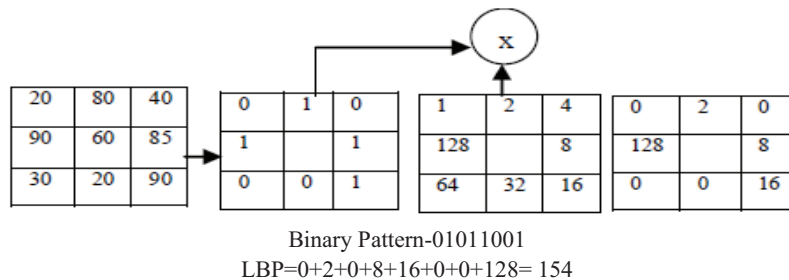 x
20 80 40 0 1 0 1 2 4 0 2 0
90 60 85 1 1 128 8 128 8
30 20 90 0 0 1 64 32 16 0 0 16
Binary Pattern-01011001
LBP=0+2+0+8+16+0+0+128= 154